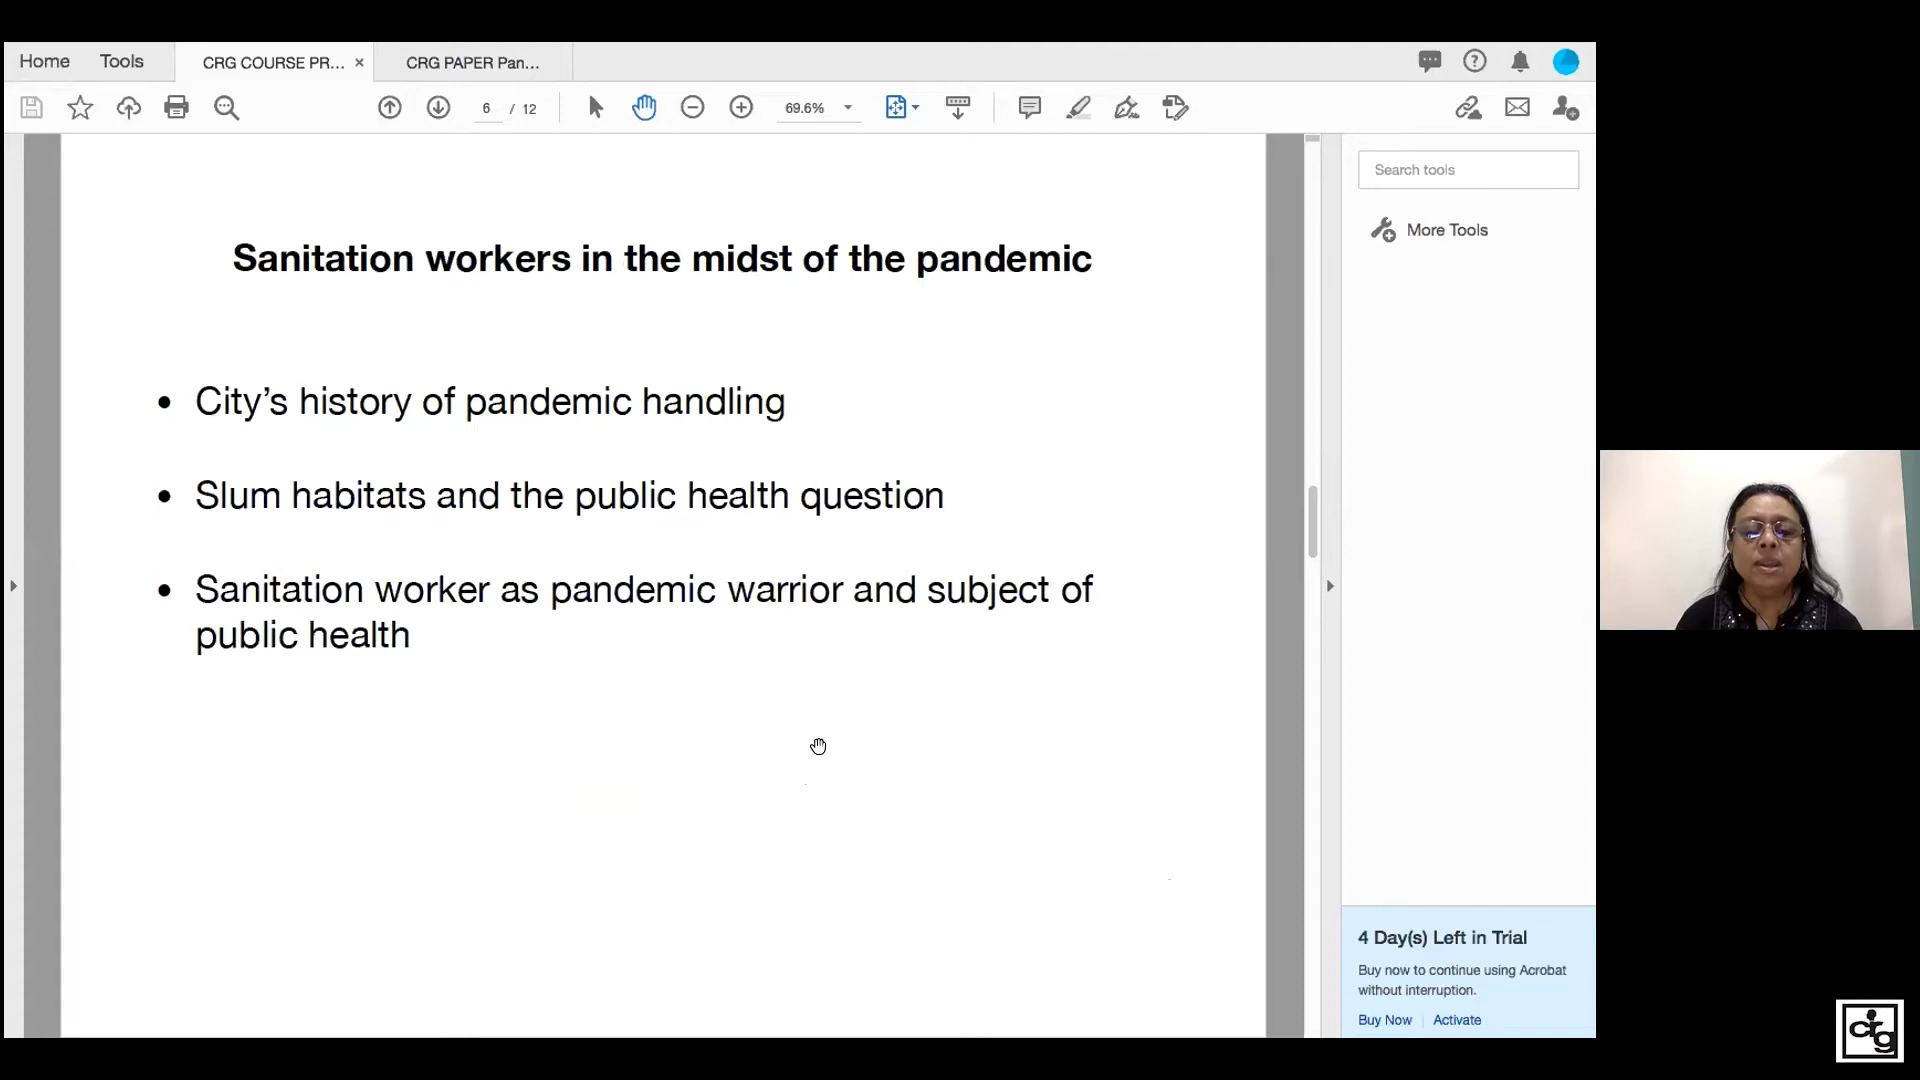 Home Tools CRG COURSE PR... × CRG PAPER Pan...
6 / 12 69.6%
Search tools
More Tools
Sanitation workers in the midst of the pandemic
• City’s history of pandemic handling
• Slum habitats and the public health question
• Sanitation worker as pandemic warrior and subject of
public health
4 Day(s) Left in Trial
Buy now to continue using Acrobat
without interruption.
Buy Now | Activate
crg